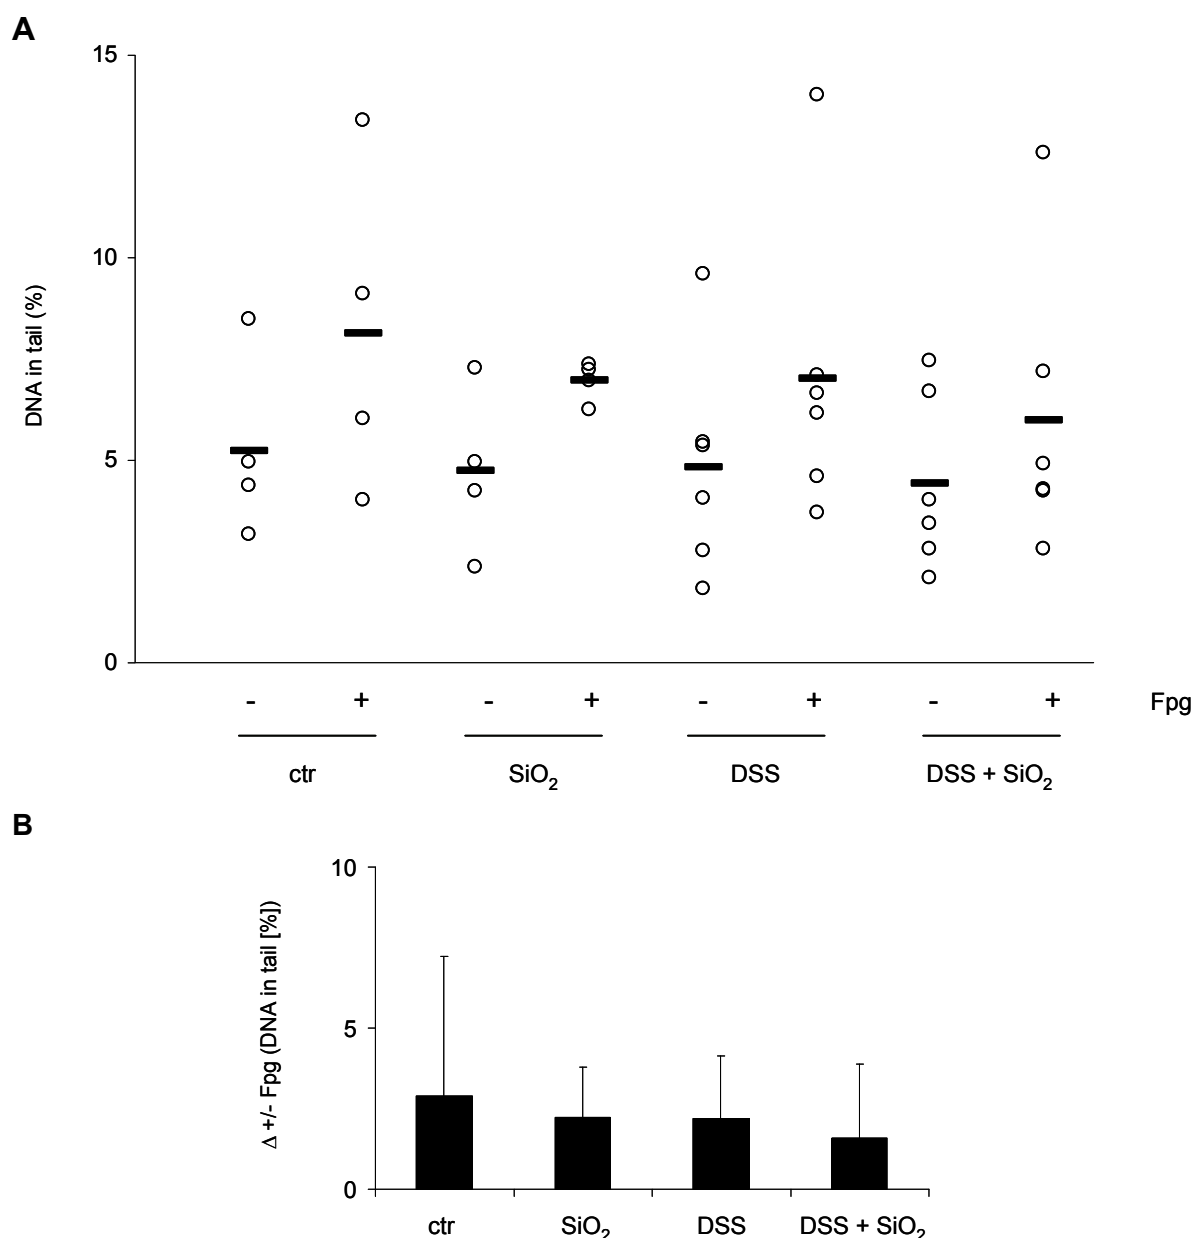 A
15
10
5
0
DNA in tail (%)
- + - + - + - + Fpg
ctr SiO₂ DSS DSS + SiO₂
B
10
5
0
Δ +/- Fpg (DNA in tail [%])
ctr SiO₂ DSS DSS + SiO₂